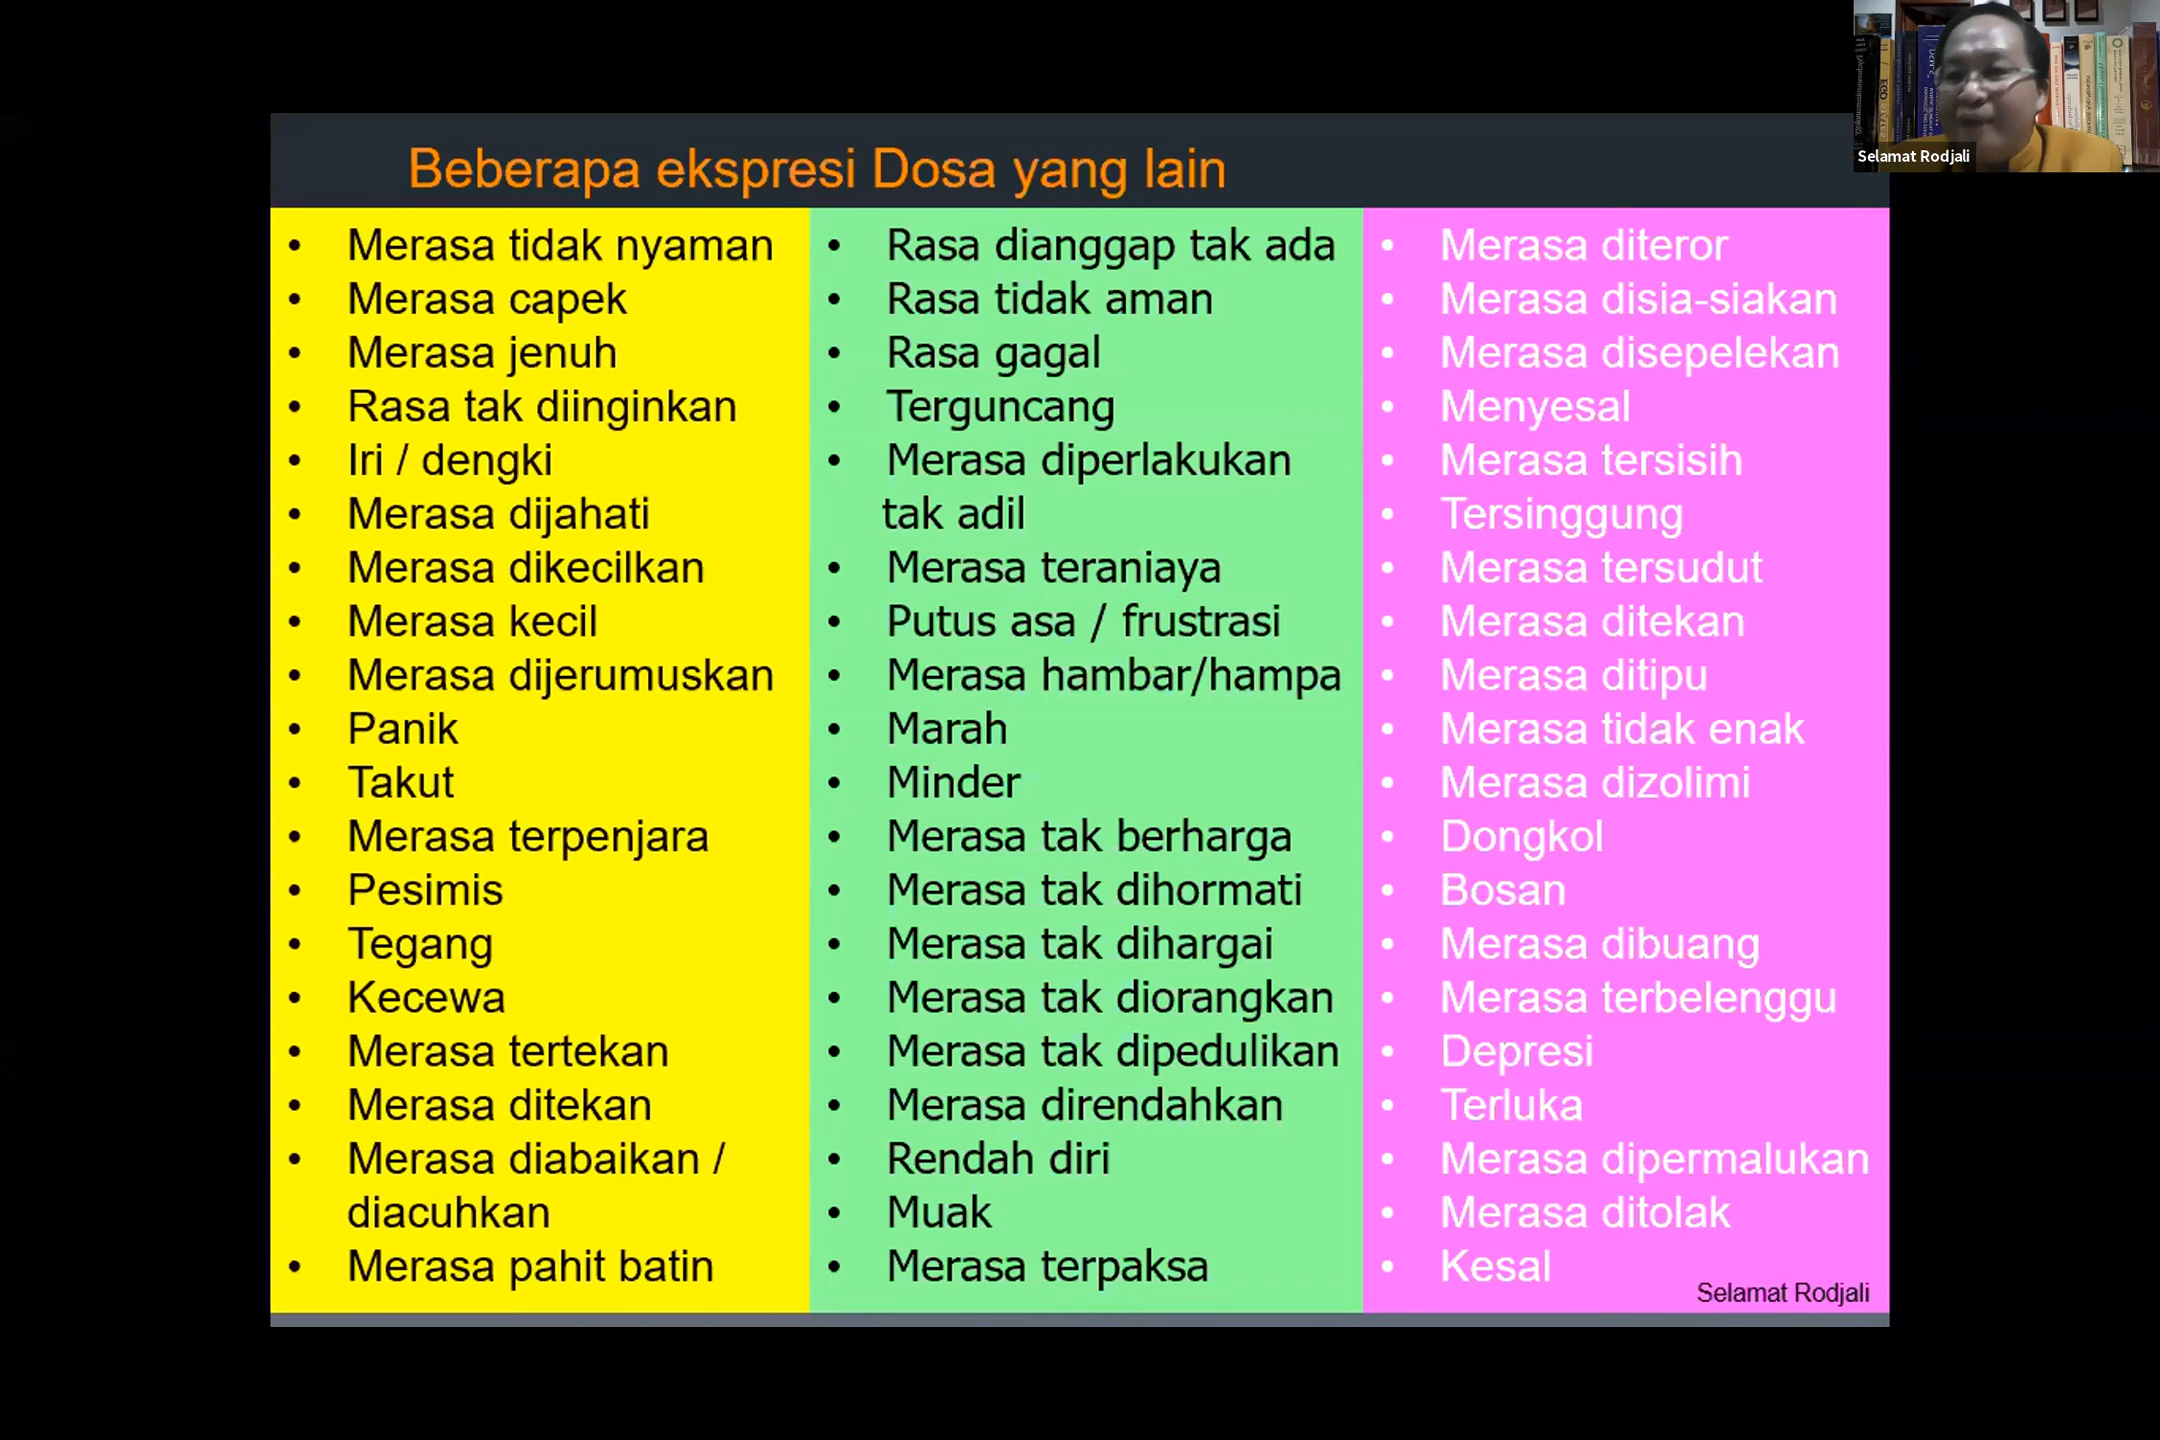 Selamat Rodjali
Beberapa ekspresi Dosa yang lain
• Merasa tidak nyaman
• Merasa capek
• Merasa jenuh
• Rasa tak diinginkan
• Iri / dengki
• Merasa dijahati
• Merasa dikecilkan
• Merasa kecil
• Merasa dijerumuskan
• Panik
• Takut
• Merasa terpenjara
• Pesimis
• Tegang
• Kecewa
• Merasa tertekan
• Merasa ditekan
• Merasa diabaikan /
diacuhkan
• Merasa pahit batin
• Rasa dianggap tak ada
• Rasa tidak aman
• Rasa gagal
• Terguncang
• Merasa diperlakukan
tak adil
• Merasa teraniaya
• Putus asa / frustrasi
• Merasa hambar/hampa
• Marah
• Minder
• Merasa tak berharga
• Merasa tak dihormati
• Merasa tak dihargai
• Merasa tak diorangkan
• Merasa tak dipedulikan
• Merasa direndahkan
• Rendah diri
• Muak
• Merasa terpaksa
• Merasa diteror
• Merasa disia-siakan
• Merasa disepelekan
• Menyesal
• Merasa tersisih
• Tersinggung
• Merasa tersudut
• Merasa ditekan
• Merasa ditipu
• Merasa tidak enak
• Merasa dizolimi
• Dongkol
• Bosan
• Merasa dibuang
• Merasa terbelenggu
• Depresi
• Terluka
• Merasa dipermalukan
• Merasa ditolak
• Kesal
Selamat Rodjali